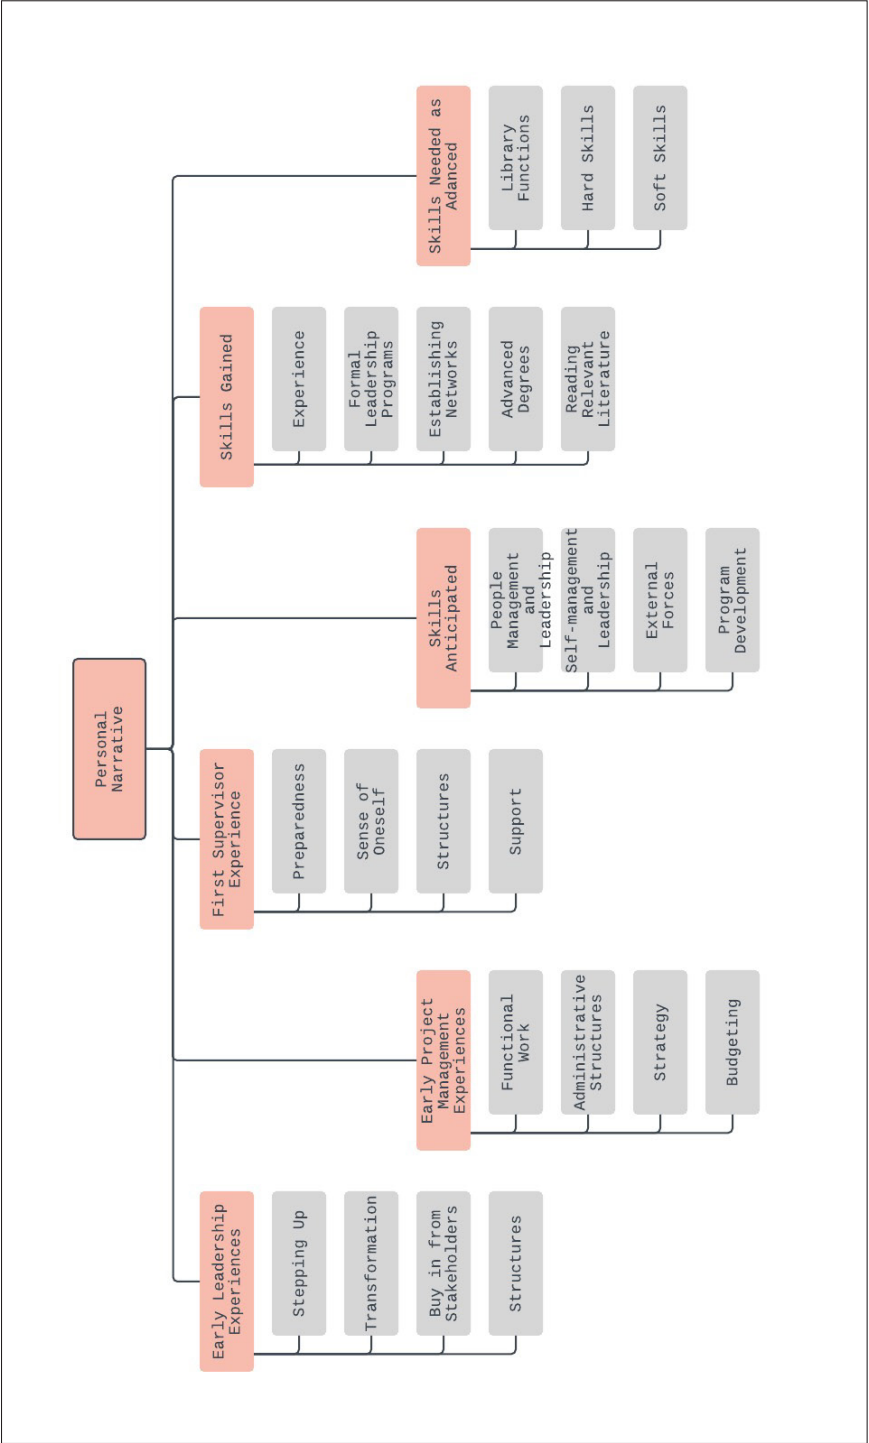 Personal
Narrative
Early Leadership
Experiences
Stepping Up
Transformation
Buy in from
Stakeholders
Structures
Early Project
Management
Experiences
Functional
Work
Administrative
Structures
Strategy
Budgeting
First Supervisor
Experience
Preparedness
Sense of
Oneself
Structures
Support
Skills
Anticipated
People
Management
and
Leadership
Self-management
and
Leadership
External
Forces
Program
Development
Skills Gained
Experience
Formal
Leadership
Programs
Establishing
Networks
Advanced
Degrees
Reading
Relevant
Literature
Skills Needed as
Adanced
Library
Functions
Hard Skills
Soft Skills